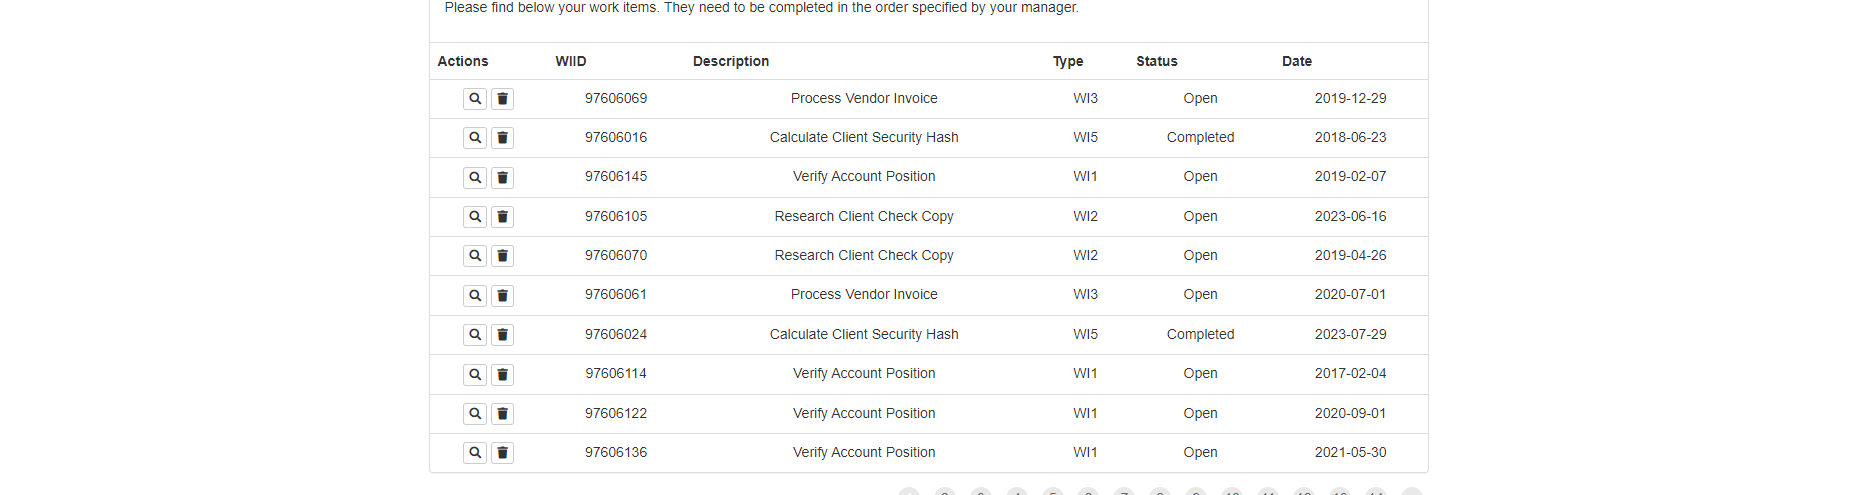 Please find below your work items. They need to be completed in the order specified by your manager.
Actions WIID Description Type Status Date
97606069 Process Vendor Invoice WI3 Open 2019-12-29
97606016 Calculate Client Security Hash WI5 Completed 2018-06-23
97606145 Verify Account Position WI1 Open 2019-02-07
97606105 Research Client Check Copy WI2 Open 2023-06-16
97606070 Research Client Check Copy WI2 Open 2019-04-26
97606061 Process Vendor Invoice WI3 Open 2020-07-01
97606024 Calculate Client Security Hash WI5 Completed 2023-07-29
97606114 Verify Account Position WI1 Open 2017-02-04
97606122 Verify Account Position WI1 Open 2020-09-01
97606136 Verify Account Position WI1 Open 2021-05-30